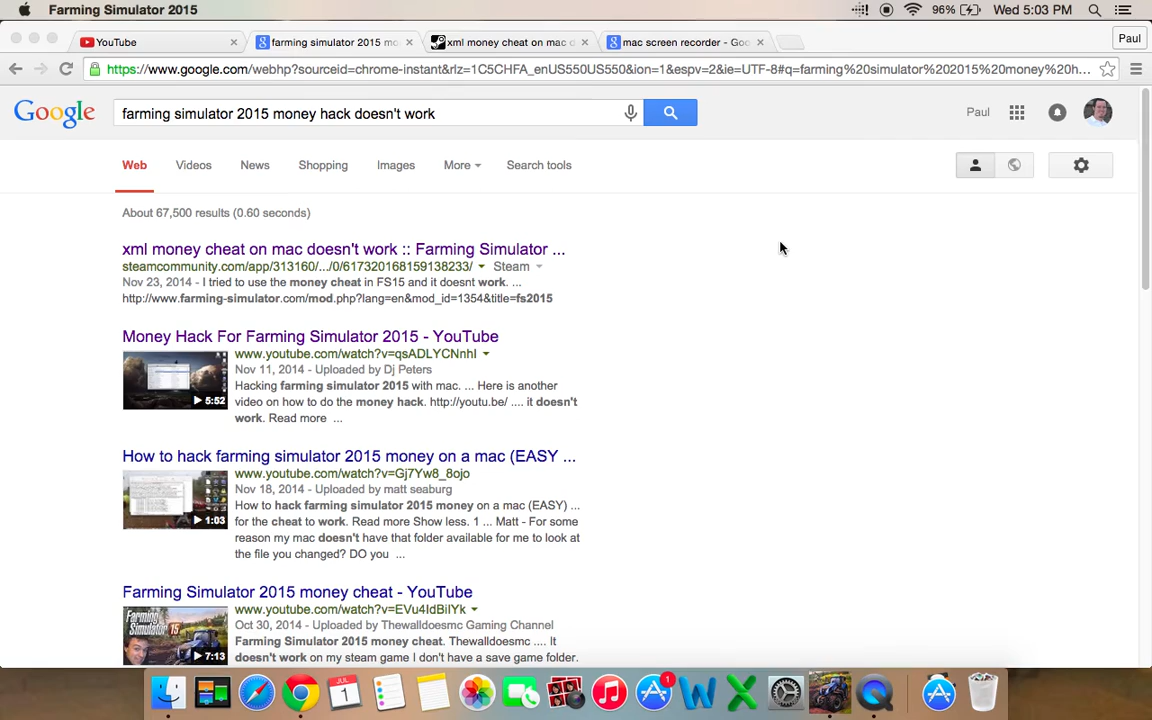 Farming Simulator 2015 96% Wed 5:03 PM
YouTube farming simulator 2015 mo xml money cheat on mac d mac screen recorder - Goo Paul
https://www.google.com/webhp?sourceid=chrome-instant&rlz=1C5CHFA_enUS550US550&ion=1&espv=2&ie=UTF-8#q=farming%20simulator%202015%20money%20h...
Google farming simulator 2015 money hack doesn't work Paul
Web Videos News Shopping Images More Search tools
About 67,500 results (0.60 seconds)
xml money cheat on mac doesn't work :: Farming Simulator ...
steamcommunity.com/app/313160/.../0/617320168159138233/ Steam
Nov 23, 2014 - I tried to use the money cheat in FS15 and it doesnt work. ...
http://www.farming-simulator.com/mod.php?lang=en&mod_id=1354&title=fs2015
Money Hack For Farming Simulator 2015 - YouTube
www.youtube.com/watch?v=qsADLYCNnhI
Nov 11, 2014 - Uploaded by Dj Peters
Hacking farming simulator 2015 with mac. ... Here is another
video on how to do the money hack. http://youtu.be/ .... it doesn't
5:52
work. Read more ...
How to hack farming simulator 2015 money on a mac (EASY ...
www.youtube.com/watch?v=Gj7Yw8_8ojo
Nov 18, 2014 - Uploaded by matt seaburg
How to hack farming simulator 2015 money on a mac (EASY) ...
1:03
for the cheat to work. Read more Show less. 1 ... Matt - For some
reason my mac doesn't have that folder available for me to look at
the file you changed? DO you ...
Farming Simulator 2015 money cheat - YouTube
www.youtube.com/watch?v=EVu4IdBiIYk
Oct 30, 2014 - Uploaded by Thewalldoesmc Gaming Channel
Farming Simulator 2015 money cheat. Thewalldoesmc .... It
Farming
Simulator 15
7:13
doesn't work on my steam game I don't have a save game folder.
JUL
1
1